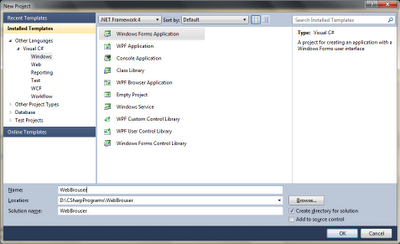 New Project
Recent Templates
.NET Framework 4
Sort by:
Default
Search Installed Templates
Installed Templates
Other Languages
Visual C#
Windows
Web
Reporting
Test
WCF
Workflow
Other Project Types
Database
Test Projects
Online Templates
Windows Forms Application
WPF Application
Console Application
Class Library
WPF Browser Application
Empty Project
Windows Service
WPF Custom Control Library
WPF User Control Library
Windows Forms Control Library
Type: Visual C#
A project for creating an application with a
Windows Forms user interface
Name:
WebBrouser
Location:
D:\CSharpPrograms\WebBrouser
Browse...
Solution name:
WebBrouser
Create directory for solution
Add to source control
OK
Cancel